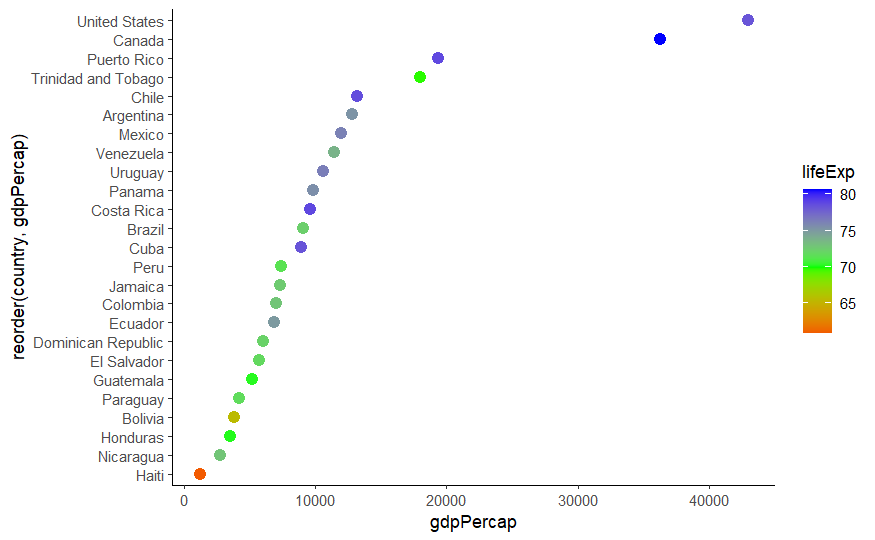 United States
Canada
Puerto Rico
Trinidad and Tobago
Chile
Argentina
Mexico
Venezuela
Uruguay
Panama
Costa Rica
Brazil
Cuba
Peru
Jamaica
Colombia
Ecuador
Dominican Republic
El Salvador
Guatemala
Paraguay
Bolivia
Honduras
Nicaragua
Haiti
reorder(country, gdpPercap)
0 10000 20000 30000 40000
gdpPercap
lifeExp
80
75
70
65